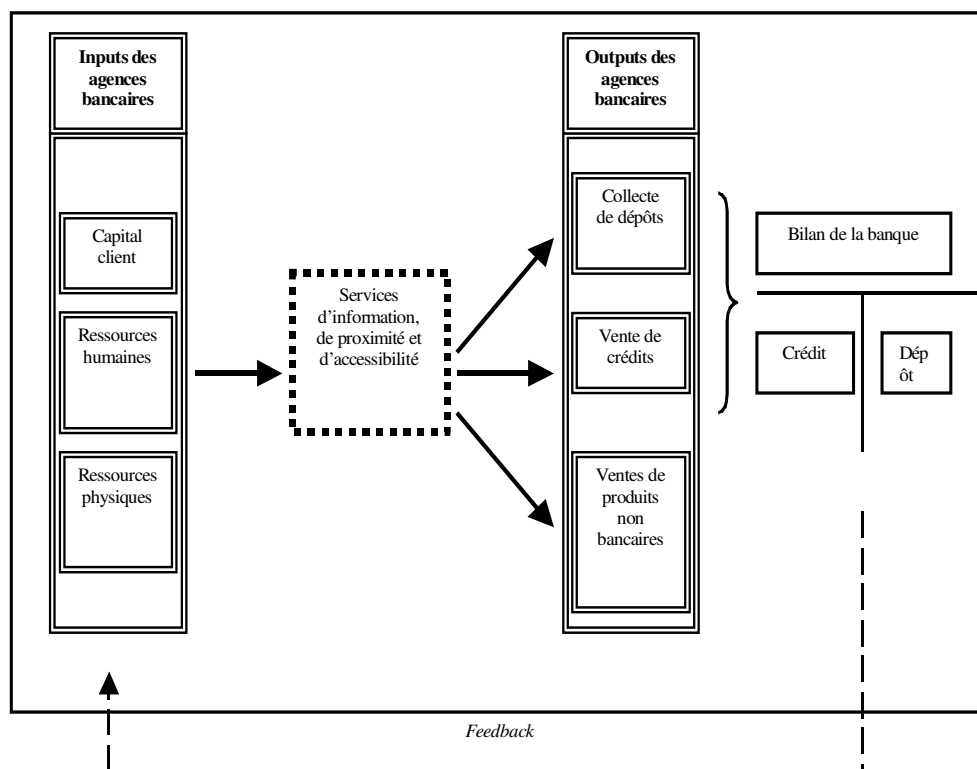 Inputs des
agences
bancaires
Capital
client
Ressources
humaines
Ressources
physiques
Services
d'information,
de proximité et
d'accessibilité
Outputs des
agences
bancaires
Collecte
de dépôts
Vente de
crédits
Ventes de
produits
non
bancaires
Bilan de la banque
Crédit
Dép
ôt
Feedback